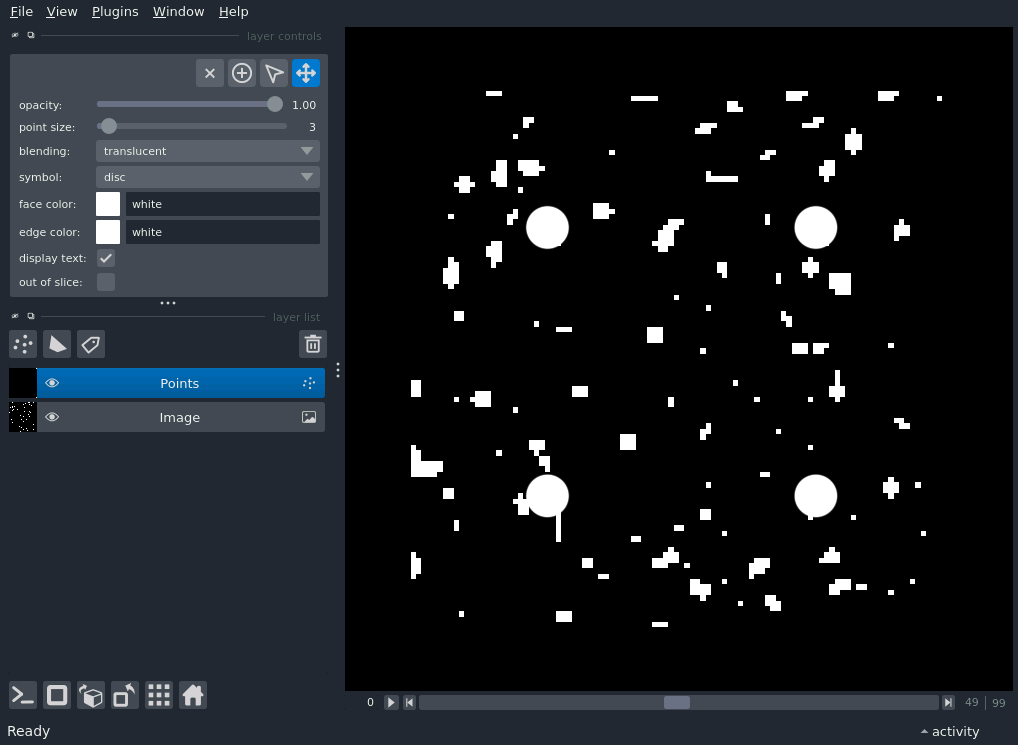 File View Plugins Window Help
layer controls
opacity: 1.00
point size: 3
blending: translucent
symbol: disc
face color: white
edge color: white
display text:
out of slice:
layer list
Points
Image
0 49 99
Ready activity